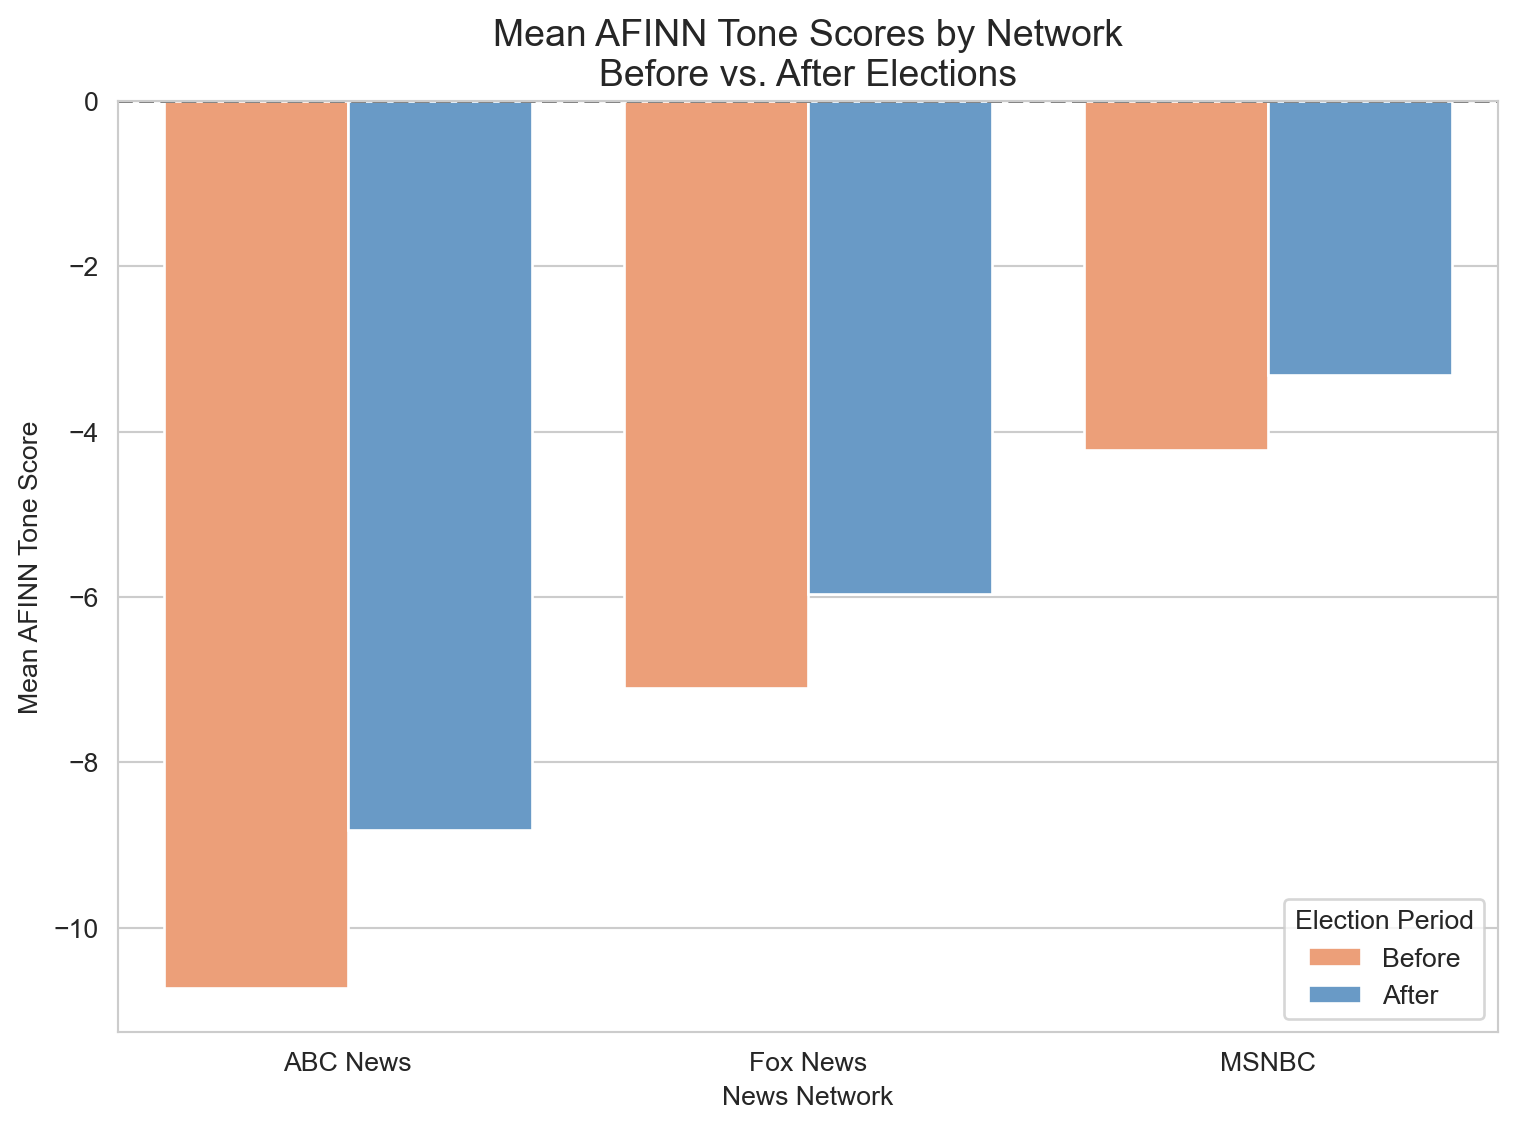 Mean AFINN Tone Scores by Network
Before vs. After Elections
0
−2
−4
−6
−8
−10
Mean AFINN Tone Score
ABC News
Fox News
MSNBC
News Network
Election Period
Before
After